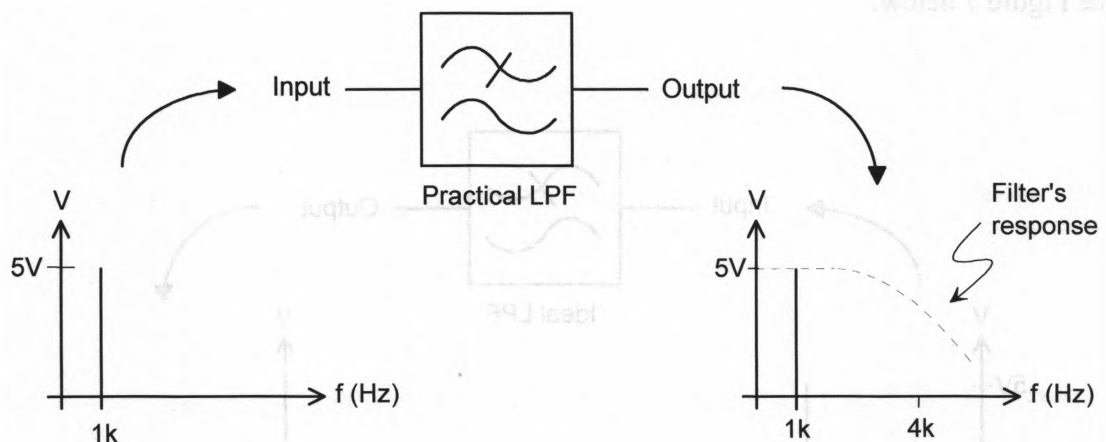 Input
Output
Practical LPF
V
5V
f (Hz)
1k
Filter's
response
V
5V
f (Hz)
1k
4k